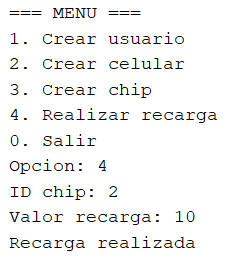 === MENU ===
1. Crear usuario
2. Crear celular
3. Crear chip
4. Realizar recarga
0. Salir
Opcion: 4
ID chip: 2
Valor recarga: 10
Recarga realizada